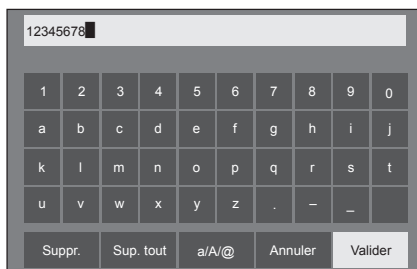 12345678
1 2 3 4 5 6 7 8 9 0
a b c d e f g h i j
k l m n o p q r s t
u v w x y z . – _
Suppr. Sup. tout a/A/@ Annuler Valider